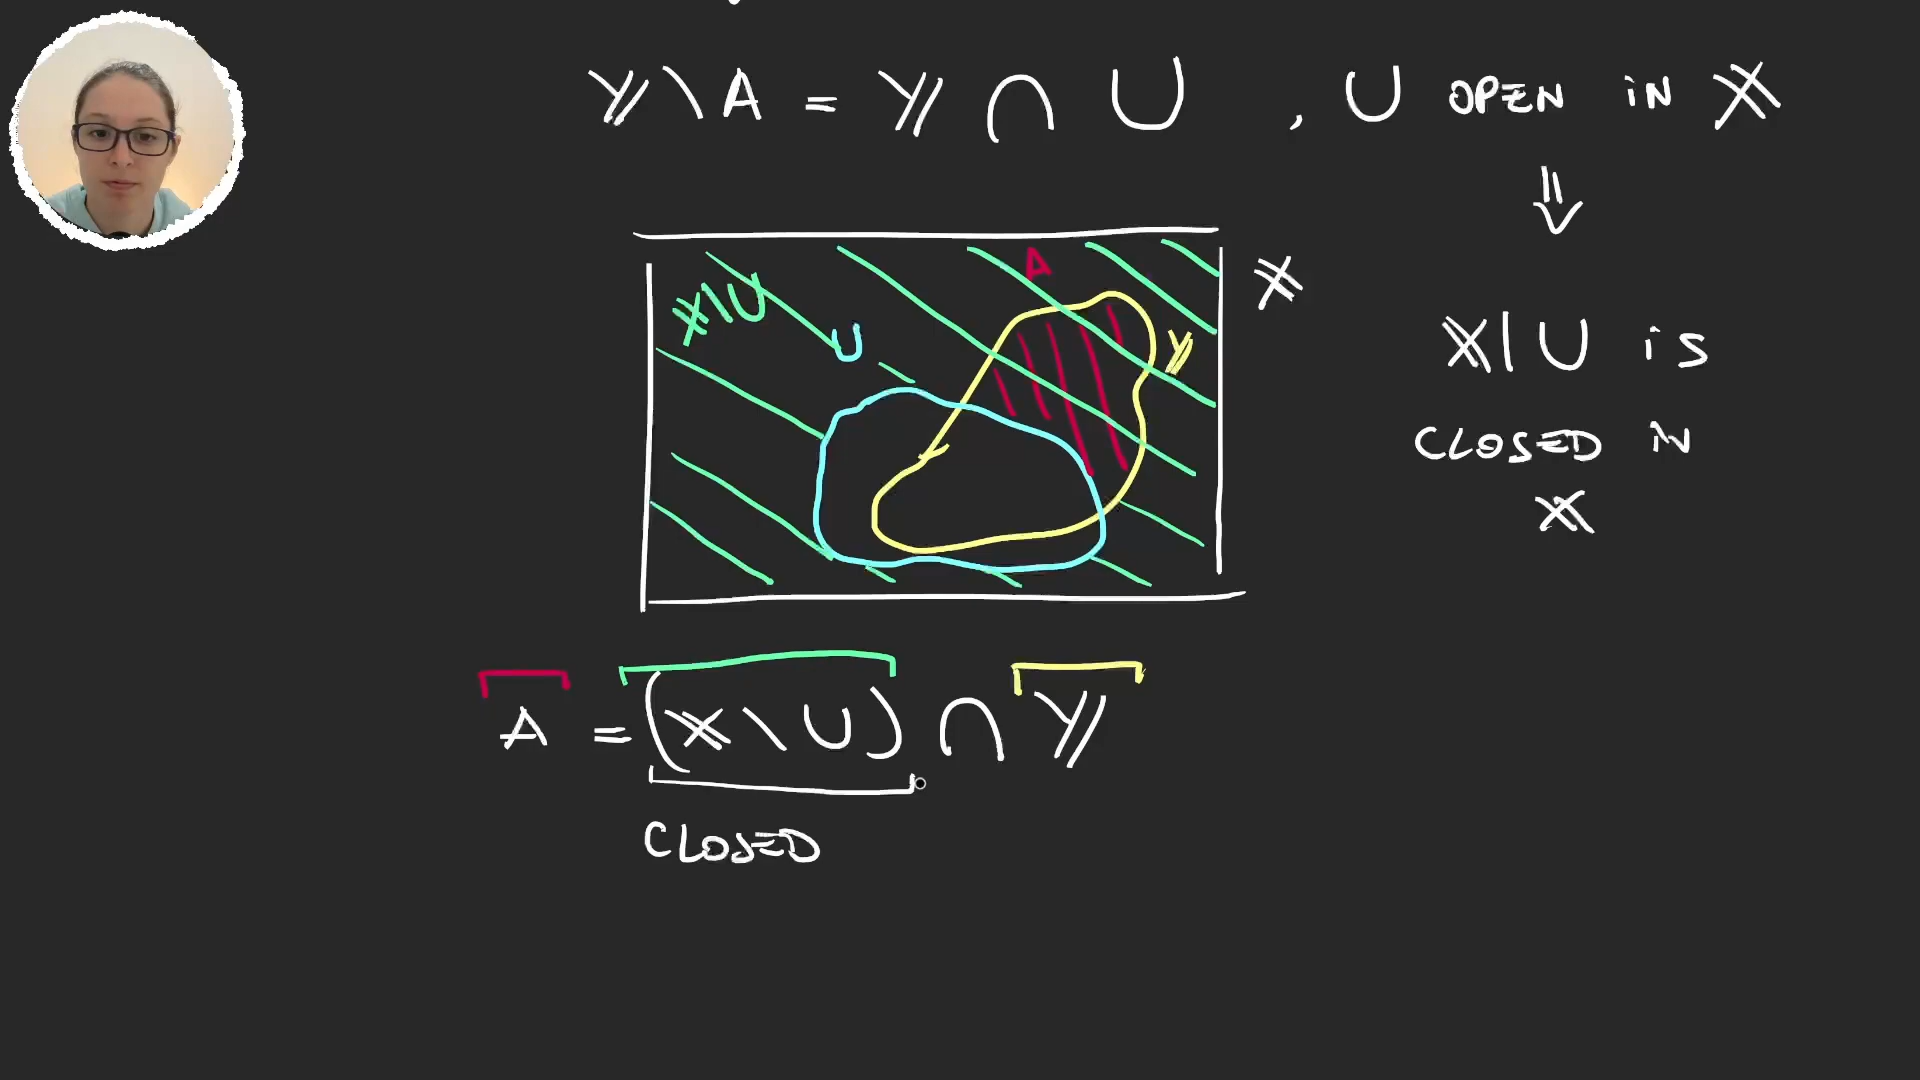 Y \ A = Y ∩ U , U OPEN IN X
⇓
A
X
X\U
U
Y
X\U is
CLOSED IN
X
A = (X \ U) ∩ Y
CLOSED